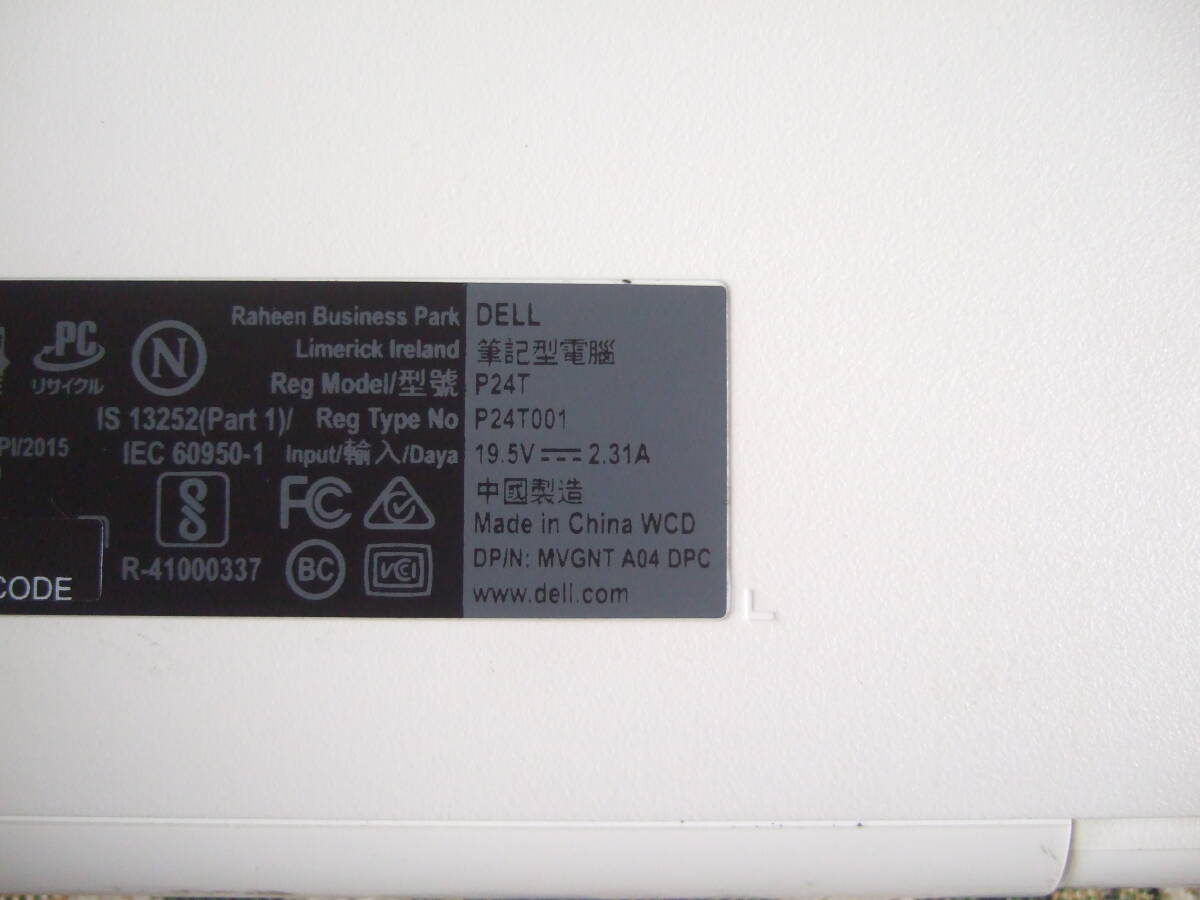 Raheen Business Park DELL
Limerick Ireland 筆記型電腦
PC N Reg Model/型號 P24T
リサイクル
IS 13252(Part 1)/ Reg Type No P24T001
PI/2015 IEC 60950-1 Input/輸入/Daya 19.5V 2.31A
中國製造
FC Made in China WCD
R-41000337 BC VCCI DP/N: MVGNT A04 DPC
CODE www.dell.com
L